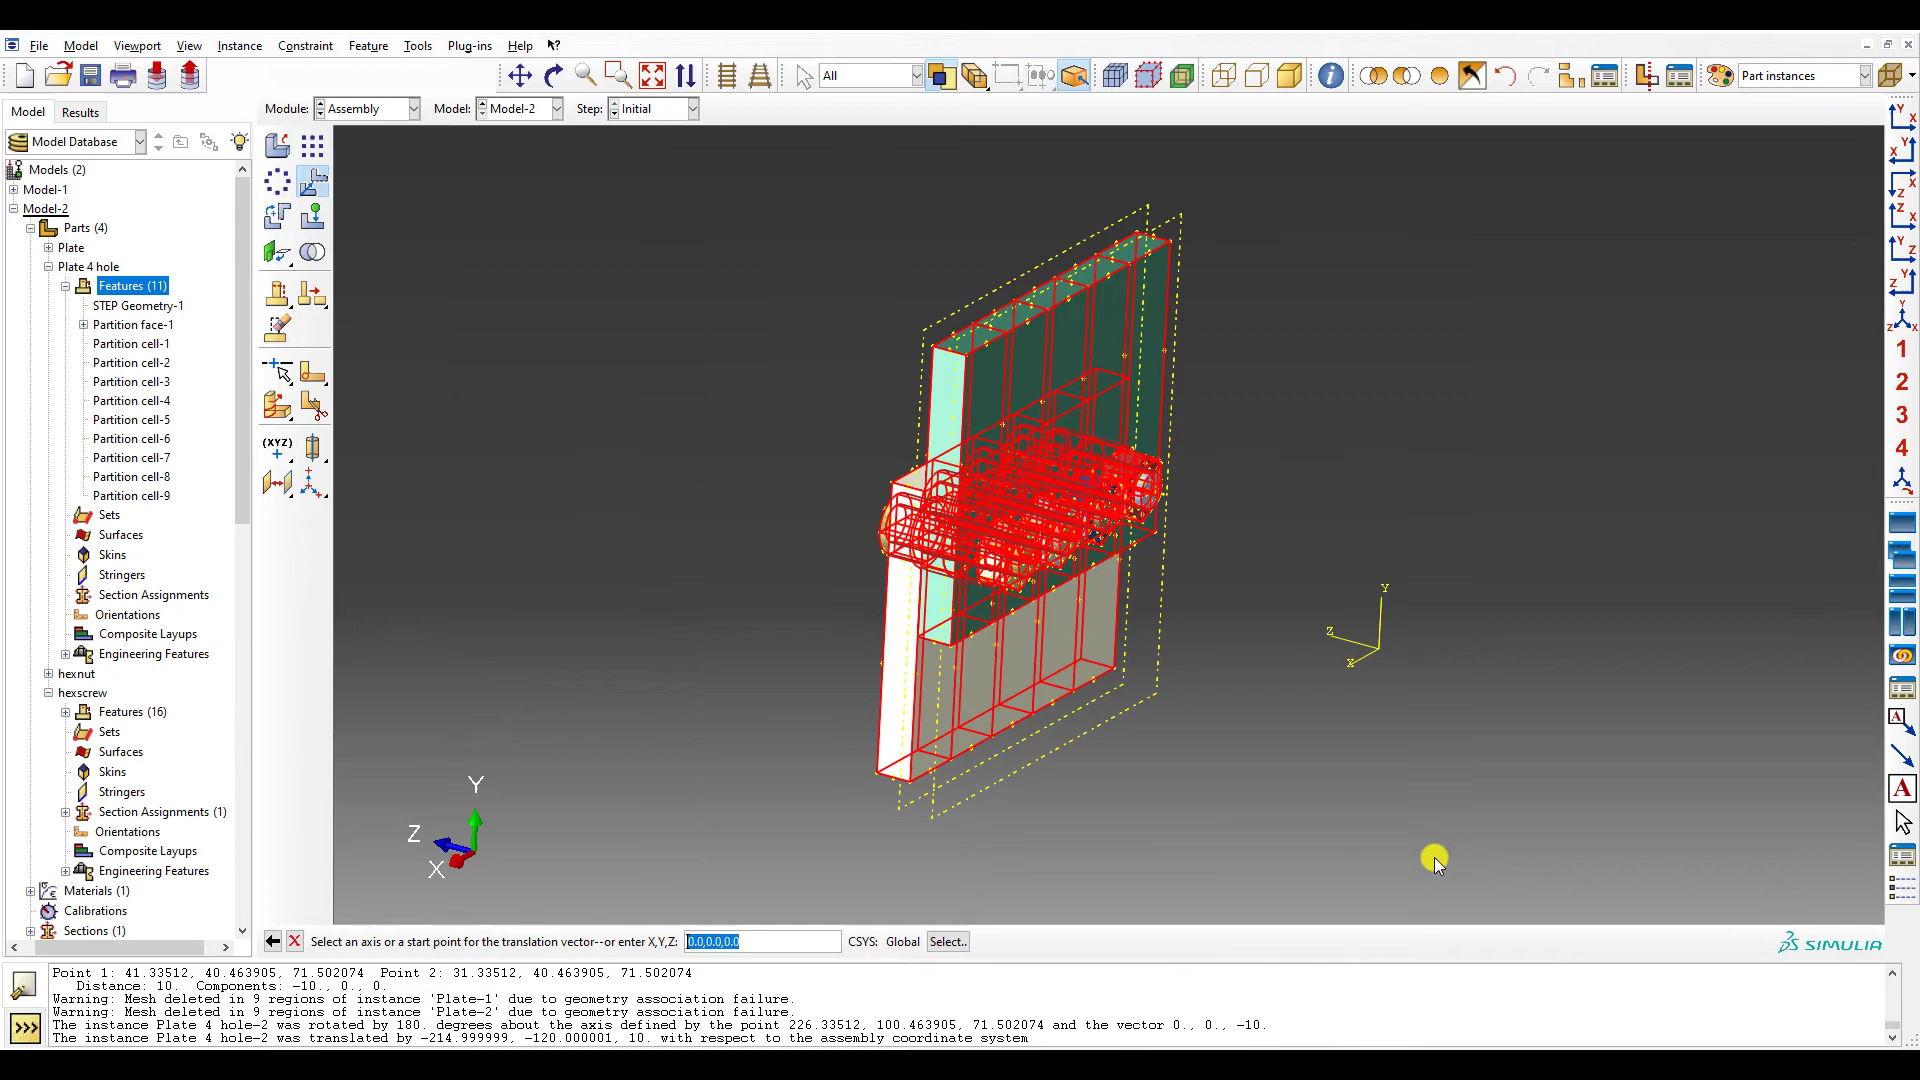 File Model Viewport View Instance Constraint Feature Tools Plug-ins Help
All Part instances
Model Results Module: Assembly Model: Model-2 Step: Initial
Model Database
Models (2)
Model-1
Model-2
Parts (4)
Plate
Plate 4 hole
Features (11)
STEP Geometry-1
Partition face-1
Partition cell-1
Partition cell-2
Partition cell-3
Partition cell-4
Partition cell-5
Partition cell-6
Partition cell-7
Partition cell-8
Partition cell-9
Sets
Surfaces
Skins
Stringers
Section Assignments
Orientations
Composite Layups
Engineering Features
hexnut
hexscrew
Features (16)
Sets
Surfaces
Skins
Stringers
Section Assignments (1)
Orientations
Composite Layups
Engineering Features
Materials (1)
Calibrations
Sections (1)
(XYZ)
Y
Z
X
Y
Z
X
1
2
3
4
A
A
Select an axis or a start point for the translation vector--or enter X,Y,Z: 0.0,0.0,0.0 CSYS: Global Select..
SIMULIA
Point 1: 41.33512, 40.463905, 71.502074 Point 2: 31.33512, 40.463905, 71.502074
Distance: 10. Components: -10., 0., 0.
Warning: Mesh deleted in 9 regions of instance 'Plate-1' due to geometry association failure.
Warning: Mesh deleted in 9 regions of instance 'Plate-2' due to geometry association failure.
The instance Plate 4 hole-2 was rotated by 180. degrees about the axis defined by the point 226.33512, 100.463905, 71.502074 and the vector 0., 0., -10.
The instance Plate 4 hole-2 was translated by -214.999999, -120.000001, 10. with respect to the assembly coordinate system